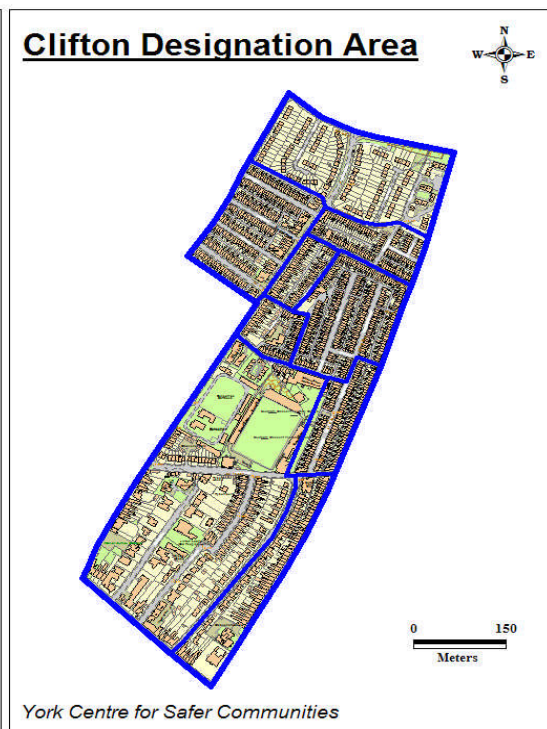 Clifton Designation Area
N
W E
S
0 150
Meters
York Centre for Safer Communities